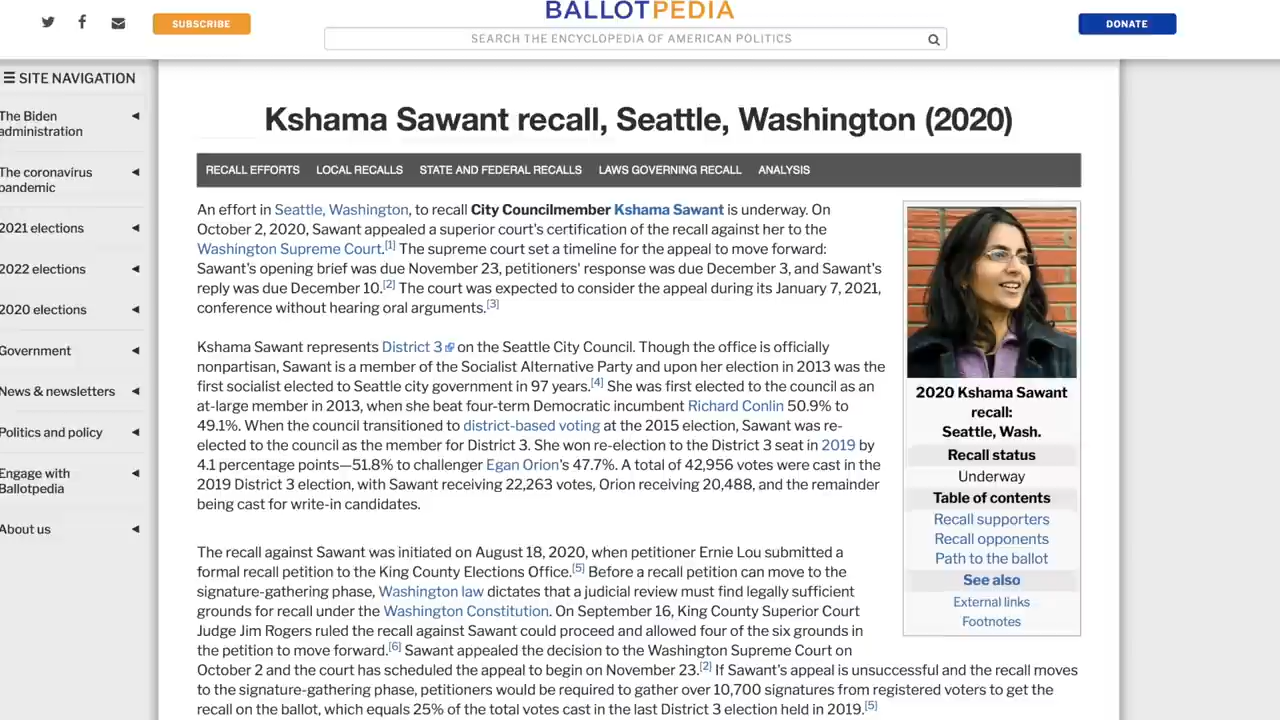 BALLOTPEDIA
SUBSCRIBE
SEARCH THE ENCYCLOPEDIA OF AMERICAN POLITICS
DONATE
SITE NAVIGATION
The Biden
administration
The coronavirus
pandemic
2021 elections
2022 elections
2020 elections
Government
News & newsletters
Politics and policy
Engage with
Ballotpedia
About us
Kshama Sawant recall, Seattle, Washington (2020)
RECALL EFFORTS LOCAL RECALLS STATE AND FEDERAL RECALLS LAWS GOVERNING RECALL ANALYSIS
An effort in Seattle, Washington, to recall City Councilmember Kshama Sawant is underway. On
October 2, 2020, Sawant appealed a superior court's certification of the recall against her to the
Washington Supreme Court.[1] The supreme court set a timeline for the appeal to move forward:
Sawant's opening brief was due November 23, petitioners' response was due December 3, and Sawant's
reply was due December 10.[2] The court was expected to consider the appeal during its January 7, 2021,
conference without hearing oral arguments.[3]
Kshama Sawant represents District 3 on the Seattle City Council. Though the office is officially
nonpartisan, Sawant is a member of the Socialist Alternative Party and upon her election in 2013 was the
first socialist elected to Seattle city government in 97 years.[4] She was first elected to the council as an
at-large member in 2013, when she beat four-term Democratic incumbent Richard Conlin 50.9% to
49.1%. When the council transitioned to district-based voting at the 2015 election, Sawant was re-
elected to the council as the member for District 3. She won re-election to the District 3 seat in 2019 by
4.1 percentage points—51.8% to challenger Egan Orion's 47.7%. A total of 42,956 votes were cast in the
2019 District 3 election, with Sawant receiving 22,263 votes, Orion receiving 20,488, and the remainder
being cast for write-in candidates.
The recall against Sawant was initiated on August 18, 2020, when petitioner Ernie Lou submitted a
formal recall petition to the King County Elections Office.[5] Before a recall petition can move to the
signature-gathering phase, Washington law dictates that a judicial review must find legally sufficient
grounds for recall under the Washington Constitution. On September 16, King County Superior Court
Judge Jim Rogers ruled the recall against Sawant could proceed and allowed four of the six grounds in
the petition to move forward.[6] Sawant appealed the decision to the Washington Supreme Court on
October 2 and the court has scheduled the appeal to begin on November 23.[2] If Sawant's appeal is unsuccessful and the recall moves
to the signature-gathering phase, petitioners would be required to gather over 10,700 signatures from registered voters to get the
recall on the ballot, which equals 25% of the total votes cast in the last District 3 election held in 2019.[5]
2020 Kshama Sawant
recall:
Seattle, Wash.
Recall status
Underway
Table of contents
Recall supporters
Recall opponents
Path to the ballot
See also
External links
Footnotes